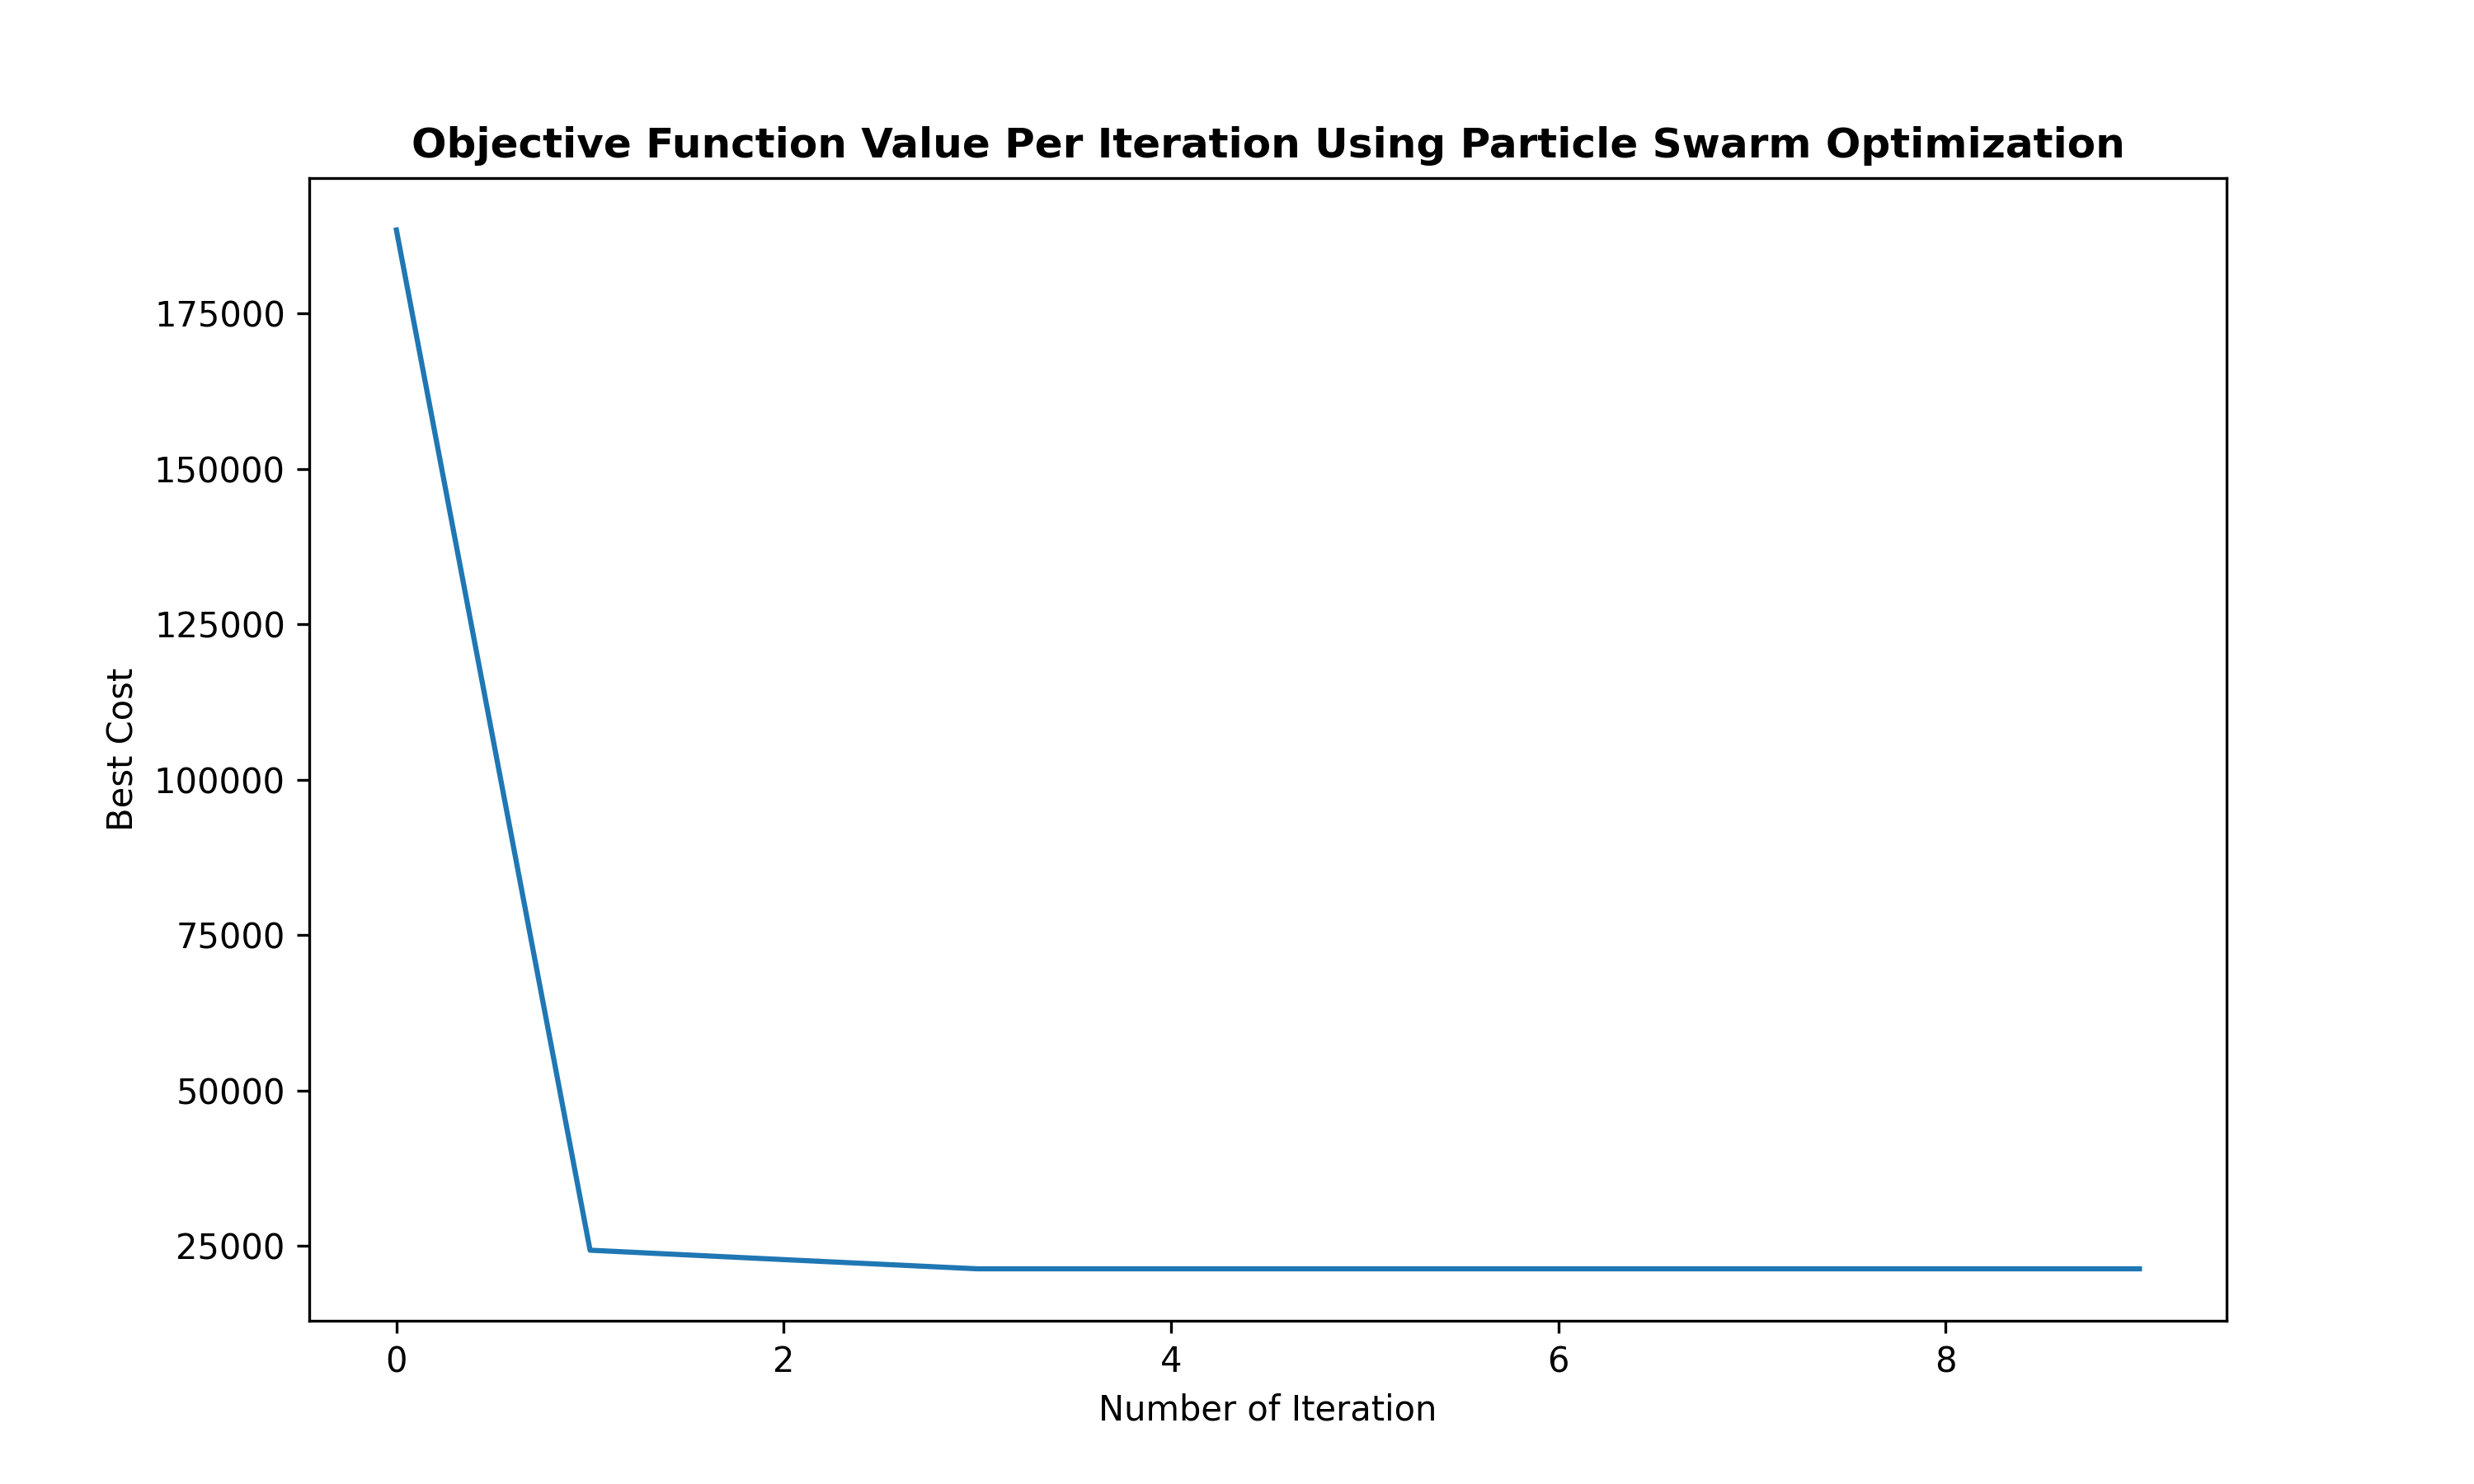 Objective Function Value Per Iteration Using Particle Swarm Optimization
175000
150000
125000
100000
75000
50000
25000
Best Cost
0 2 4 6 8
Number of Iteration